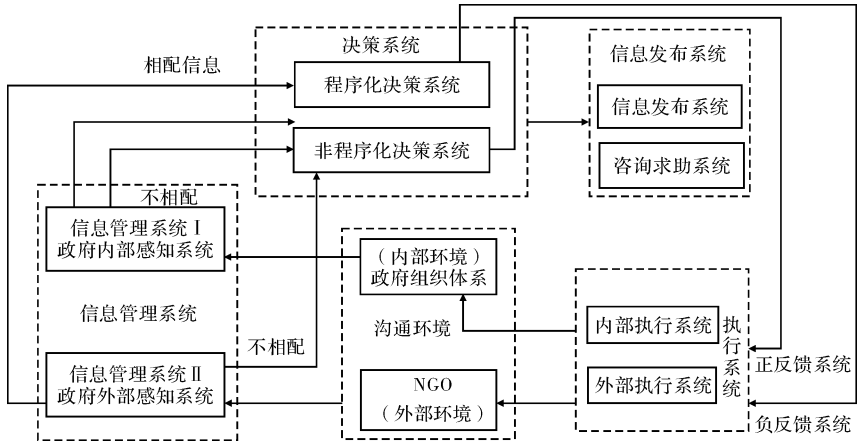 决策系统
相配信息
程序化决策系统
非程序化决策系统
信息发布系统
信息发布系统
咨询求助系统
不相配
信息管理系统Ⅰ
政府内部感知系统
信息管理系统
不相配
信息管理系统Ⅱ
政府外部感知系统
（内部环境）
政府组织体系
沟通环境
NGO
（外部环境）
内部执行系统
外部执行系统
执
行
系
统
正反馈系统
负反馈系统